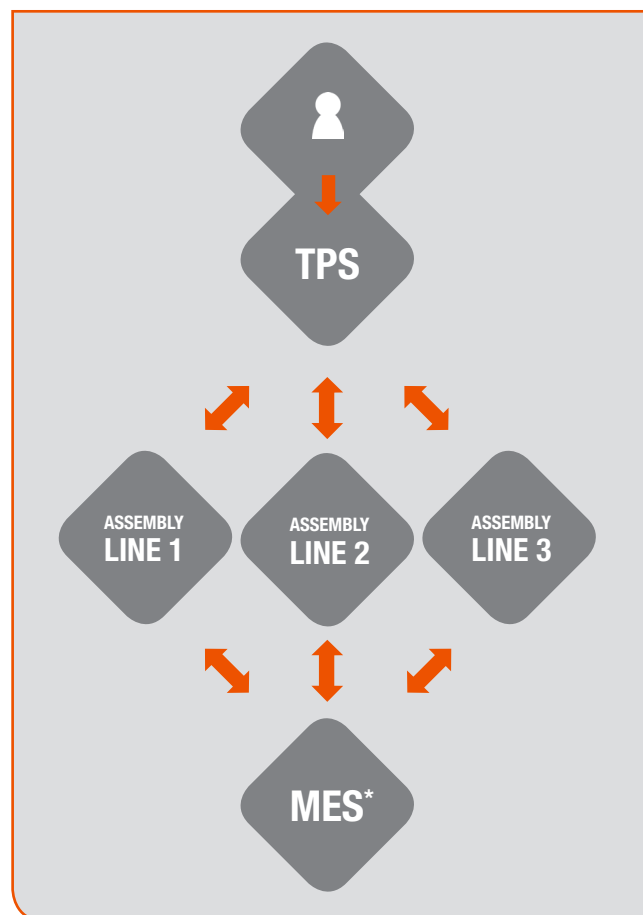 TPS
ASSEMBLY
LINE 1
ASSEMBLY
LINE 2
ASSEMBLY
LINE 3
MES*